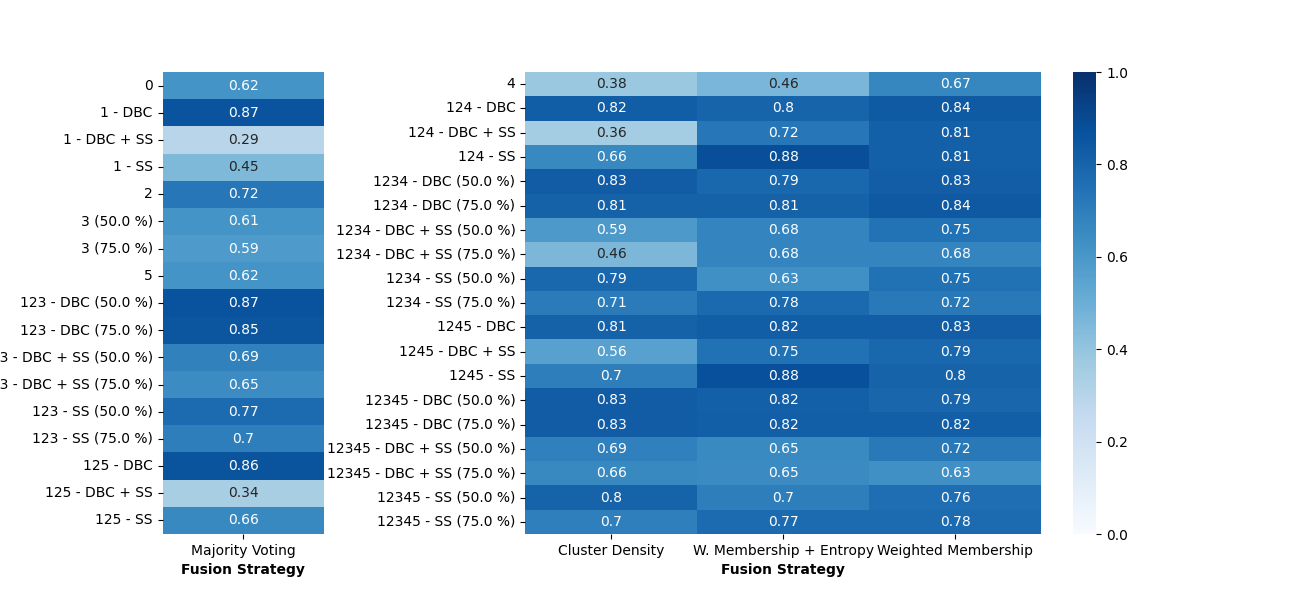 0 0.62
1 - DBC 0.87
1 - DBC + SS 0.29
1 - SS 0.45
2 0.72
3 (50.0 %) 0.61
3 (75.0 %) 0.59
5 0.62
123 - DBC (50.0 %) 0.87
123 - DBC (75.0 %) 0.85
3 - DBC + SS (50.0 %) 0.69
3 - DBC + SS (75.0 %) 0.65
123 - SS (50.0 %) 0.77
123 - SS (75.0 %) 0.7
125 - DBC 0.86
125 - DBC + SS 0.34
125 - SS 0.66
Majority Voting
Fusion Strategy
4 0.38 0.46 0.67
124 - DBC 0.82 0.8 0.84
124 - DBC + SS 0.36 0.72 0.81
124 - SS 0.66 0.88 0.81
1234 - DBC (50.0 %) 0.83 0.79 0.83
1234 - DBC (75.0 %) 0.81 0.81 0.84
1234 - DBC + SS (50.0 %) 0.59 0.68 0.75
1234 - DBC + SS (75.0 %) 0.46 0.68 0.68
1234 - SS (50.0 %) 0.79 0.63 0.75
1234 - SS (75.0 %) 0.71 0.78 0.72
1245 - DBC 0.81 0.82 0.83
1245 - DBC + SS 0.56 0.75 0.79
1245 - SS 0.7 0.88 0.8
12345 - DBC (50.0 %) 0.83 0.82 0.79
12345 - DBC (75.0 %) 0.83 0.82 0.82
12345 - DBC + SS (50.0 %) 0.69 0.65 0.72
12345 - DBC + SS (75.0 %) 0.66 0.65 0.63
12345 - SS (50.0 %) 0.8 0.7 0.76
12345 - SS (75.0 %) 0.7 0.77 0.78
Cluster Density W. Membership + Entropy Weighted Membership
Fusion Strategy
1.0
0.8
0.6
0.4
0.2
0.0